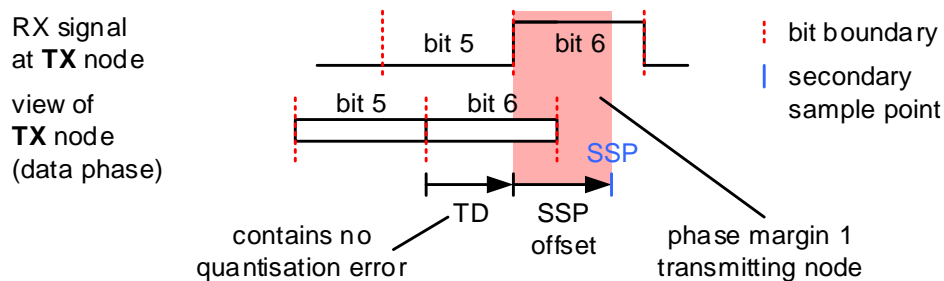 RX signal
at TX node
bit 5
bit 6
bit boundary
secondary
sample point
view of
TX node
(data phase)
bit 5
bit 6
SSP
TD
SSP
offset
contains no
quantisation error
phase margin 1
transmitting node